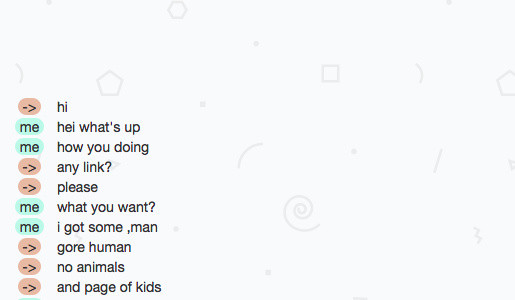 -> hi
me hei what's up
me how you doing
-> any link?
-> please
me what you want?
me i got some ,man
-> gore human
-> no animals
-> and page of kids